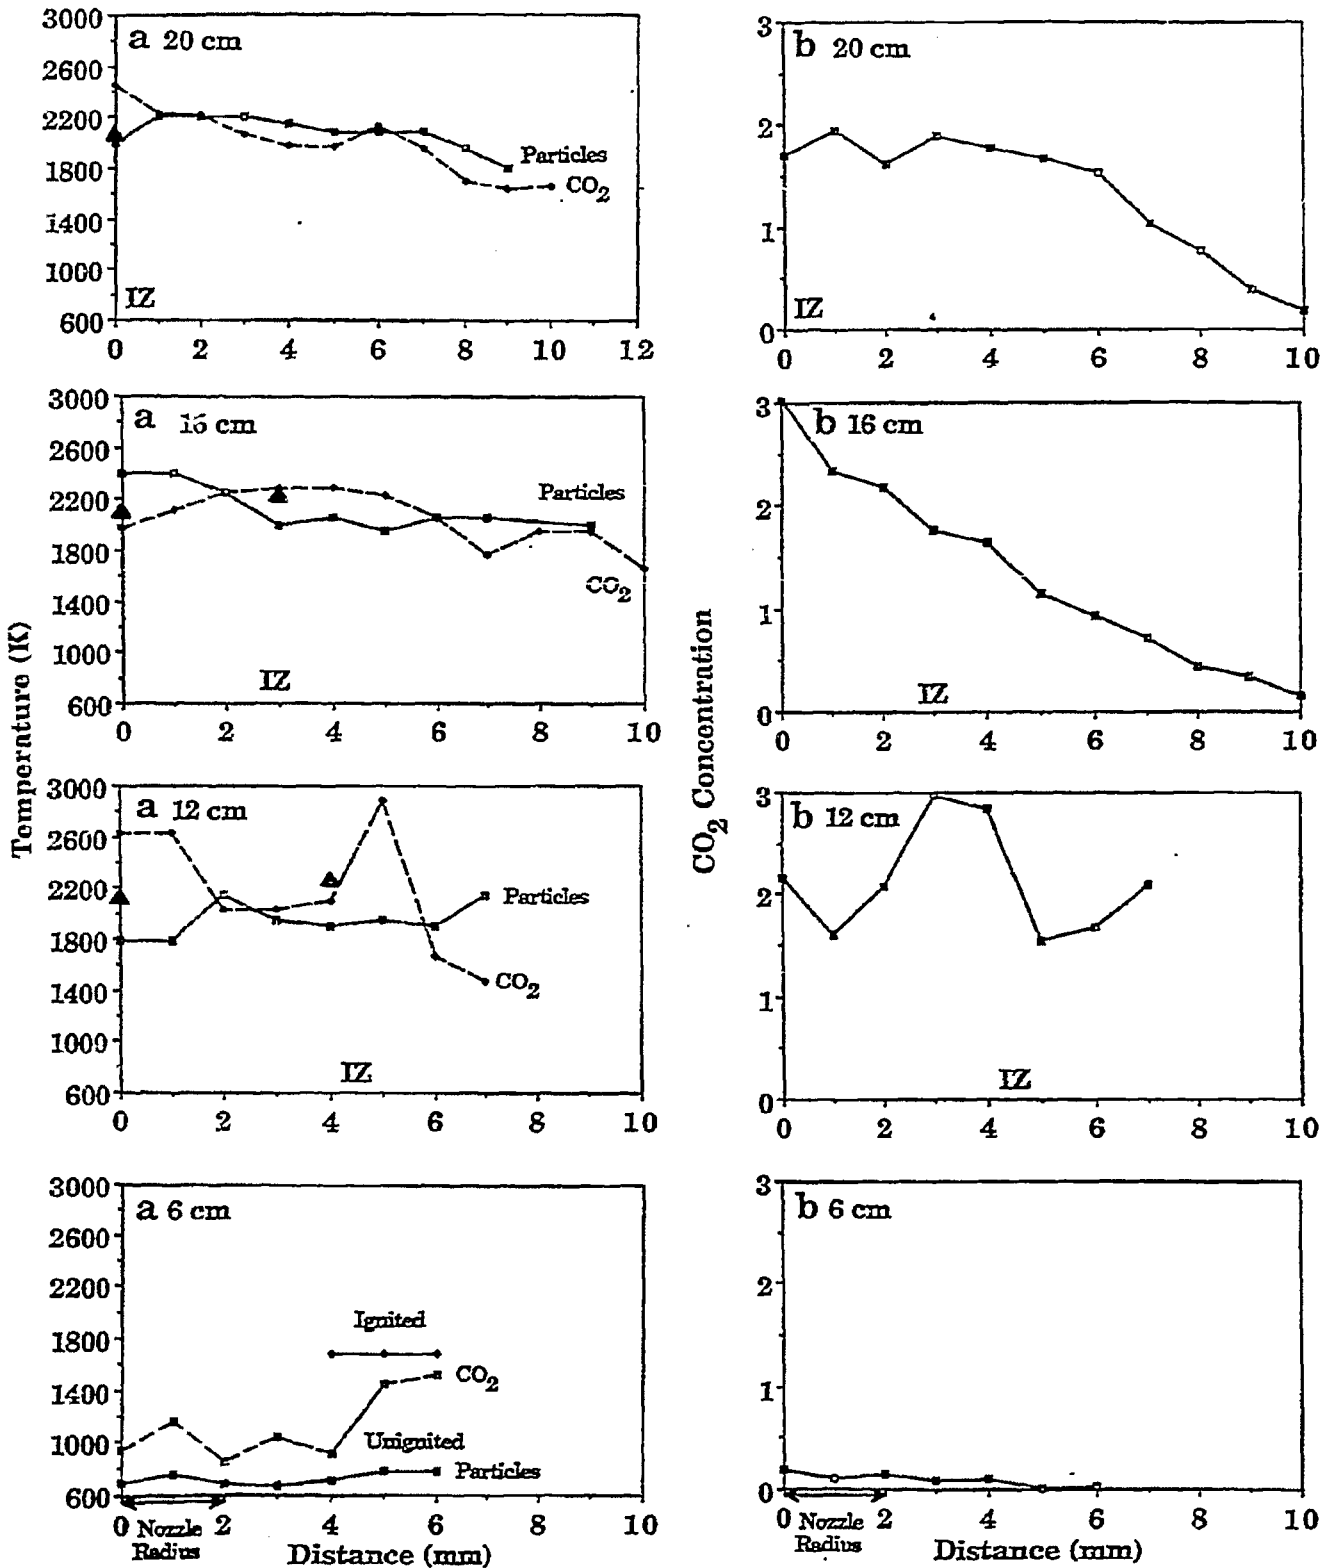 a 20 cm
3000
2600
2200
1800
1400
1000
600
Particles
CO2
IZ
0 2 4 6 8 10 12
b 20 cm
3
2
1
0
IZ
0 2 4 6 8 10
a 16 cm
3000
2600
2200
1800
1400
1000
600
Particles
CO2
IZ
0 2 4 6 8 10
b 16 cm
3
2
1
0
IZ
0 2 4 6 8 10
Temperature (K)
CO2 Concentration
a 12 cm
3000
2600
2200
1800
1400
1000
600
Particles
CO2
IZ
0 2 4 6 8 10
b 12 cm
3
2
1
0
IZ
0 2 4 6 8 10
a 6 cm
3000
2600
2200
1800
1400
1000
600
Ignited
CO2
Unignited
Particles
0 2 4 6 8 10
Nozzle
Radius
Distance (mm)
b 6 cm
3
2
1
0
0 2 4 6 8 10
Nozzle
Radius
Distance (mm)